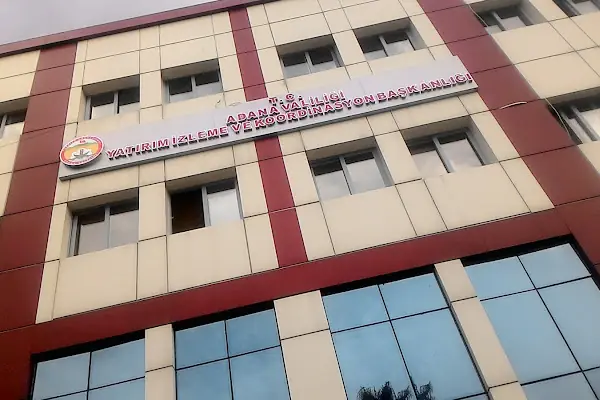 T.C.
ADANA VALİLİĞİ
YATIRIM İZLEME VE KOORDİNASYON BAŞKANLIĞI